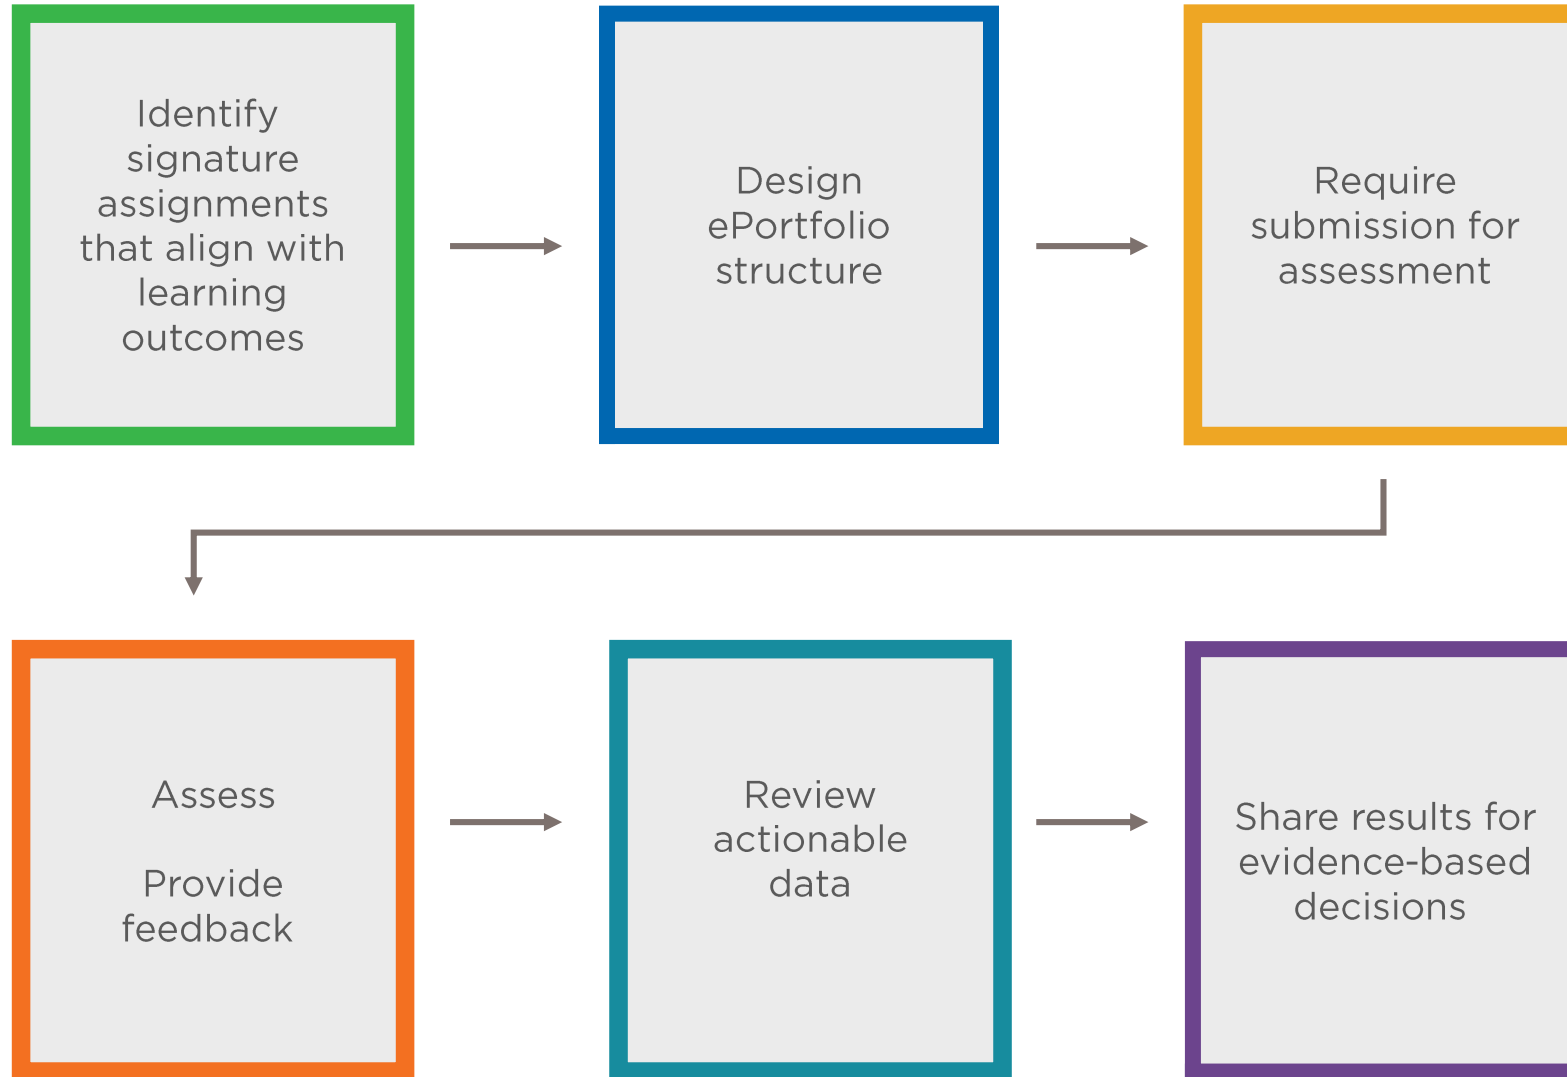 Identify
signature
assignments
that align with
learning
outcomes
Design
ePortfolio
structure
Require
submission for
assessment
Assess
Provide
feedback
Review
actionable
data
Share results for
evidence-based
decisions